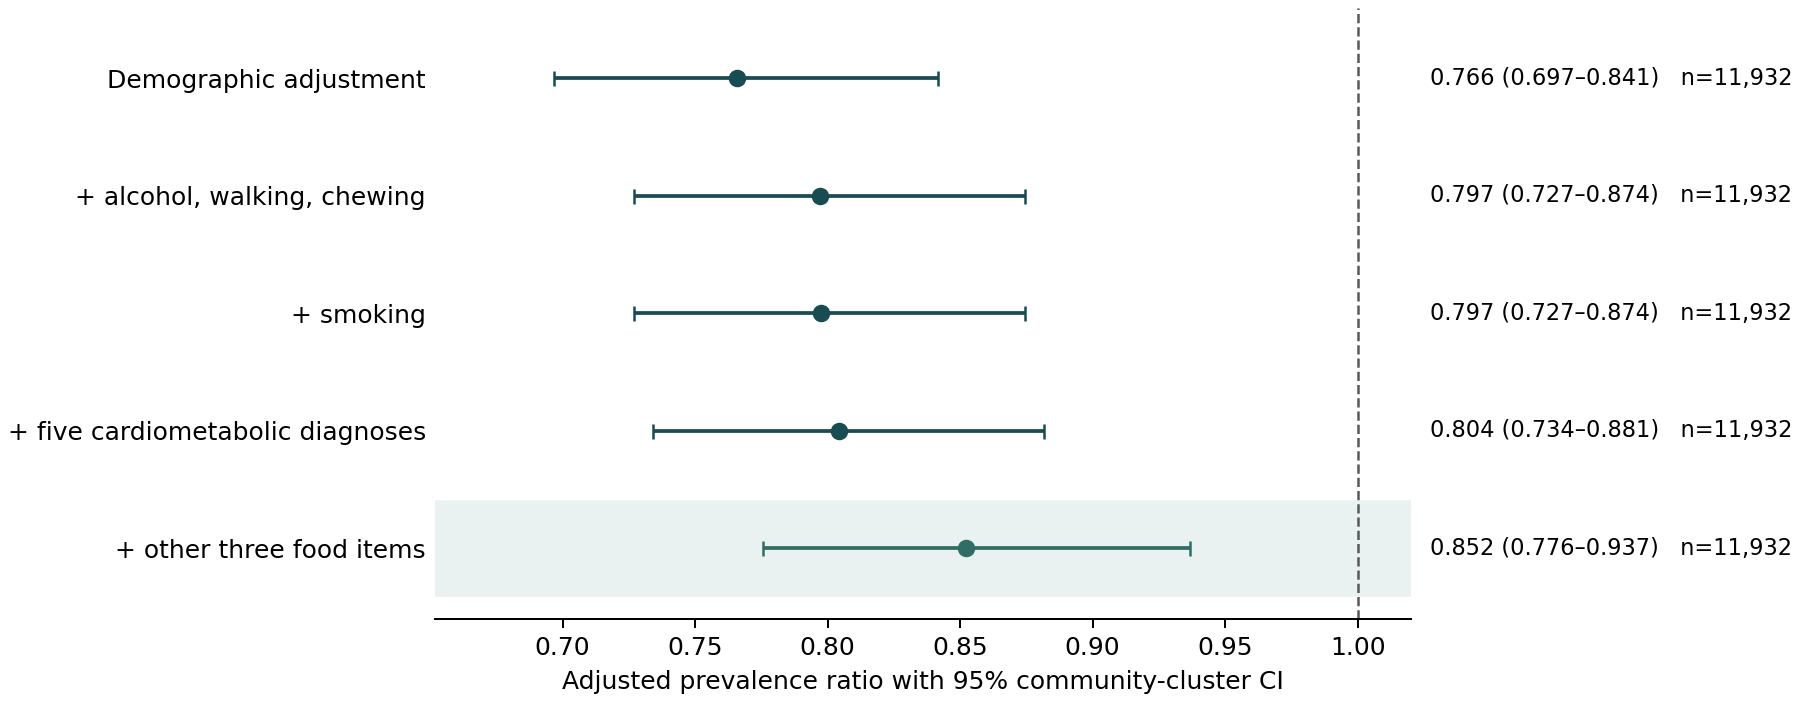 Demographic adjustment 0.766 (0.697–0.841) n=11,932
+ alcohol, walking, chewing 0.797 (0.727–0.874) n=11,932
+ smoking 0.797 (0.727–0.874) n=11,932
+ five cardiometabolic diagnoses 0.804 (0.734–0.881) n=11,932
+ other three food items 0.852 (0.776–0.937) n=11,932
0.70 0.75 0.80 0.85 0.90 0.95 1.00
Adjusted prevalence ratio with 95% community-cluster CI